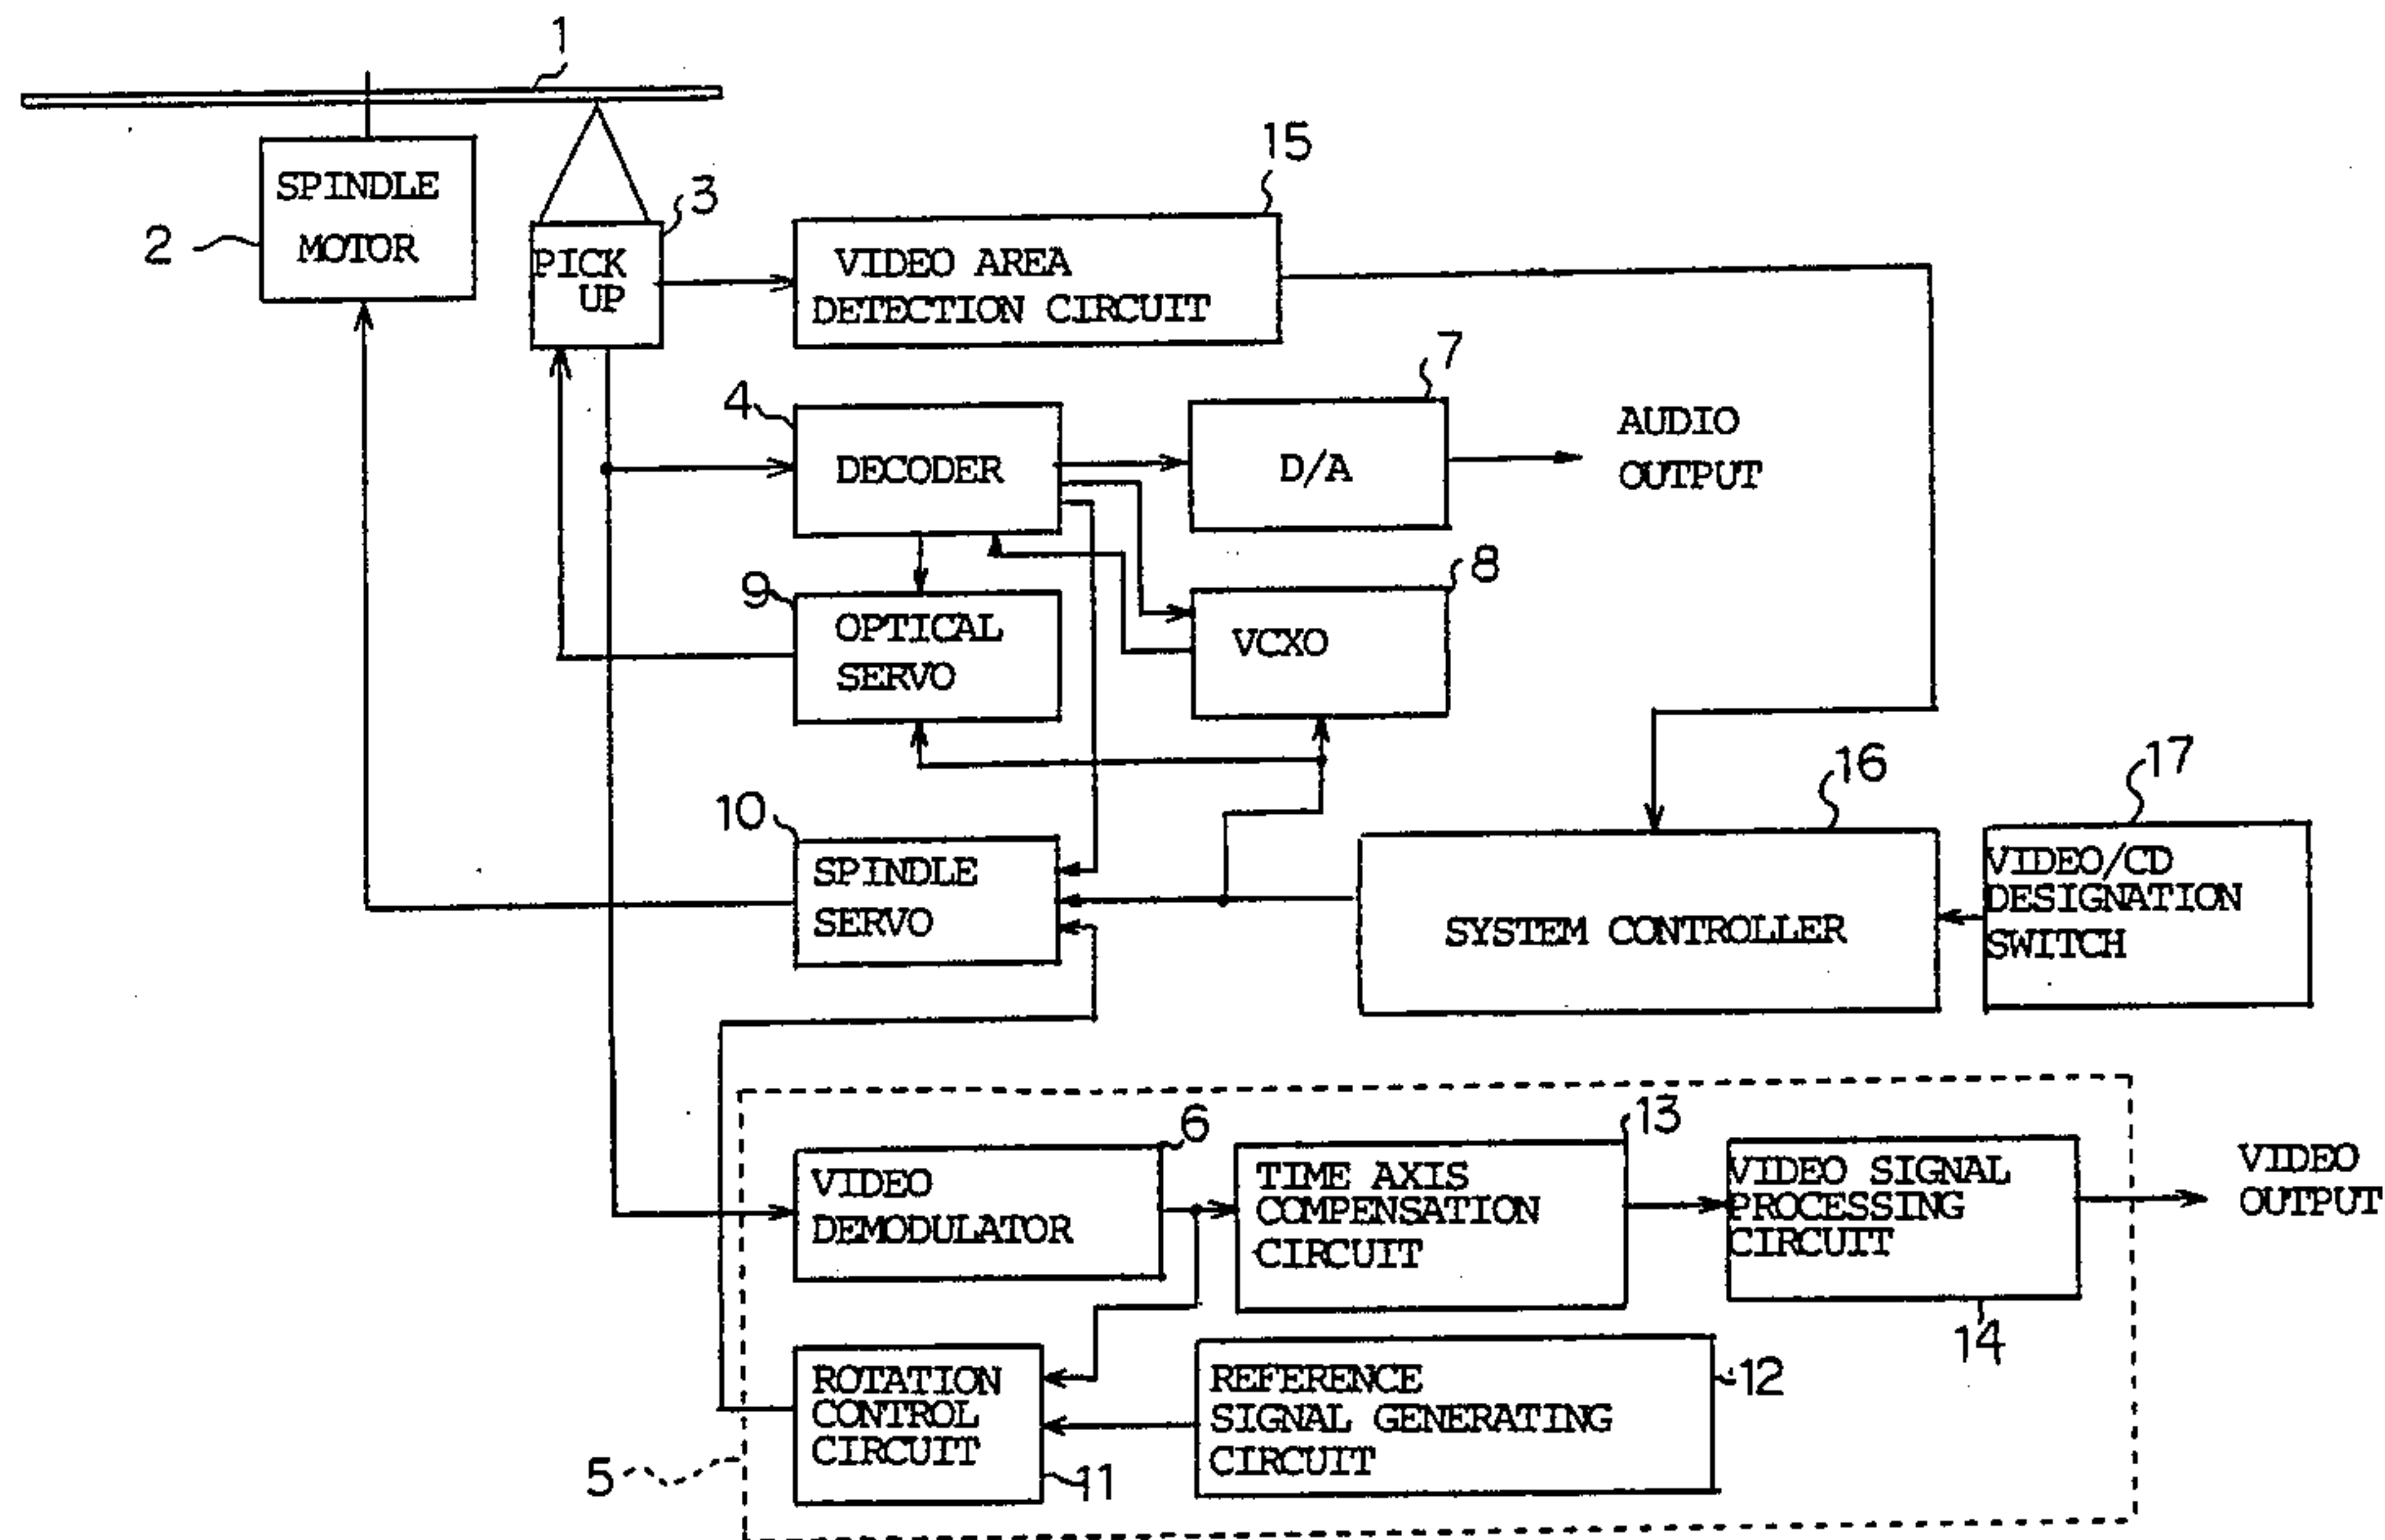 1
SPINDLE
MOTOR
2
PICK
UP
3
VIDEO AREA
DETECTION CIRCUIT
15
4
DECODER
7
D/A
AUDIO
OUTPUT
9
OPTICAL
SERVO
8
VCXO
10
SPINDLE
SERVO
16
SYSTEM CONTROLLER
17
VIDEO/CD
DESIGNATION
SWITCH
6
VIDEO
DEMODULATOR
13
TIME AXIS
COMPENSATION
CIRCUIT
VIDEO SIGNAL
PROCESSING
CIRCUIT
14
VIDEO
OUTPUT
5
ROTATION
CONTROL
CIRCUIT
11
REFERENCE
SIGNAL GENERATING
CIRCUIT
12